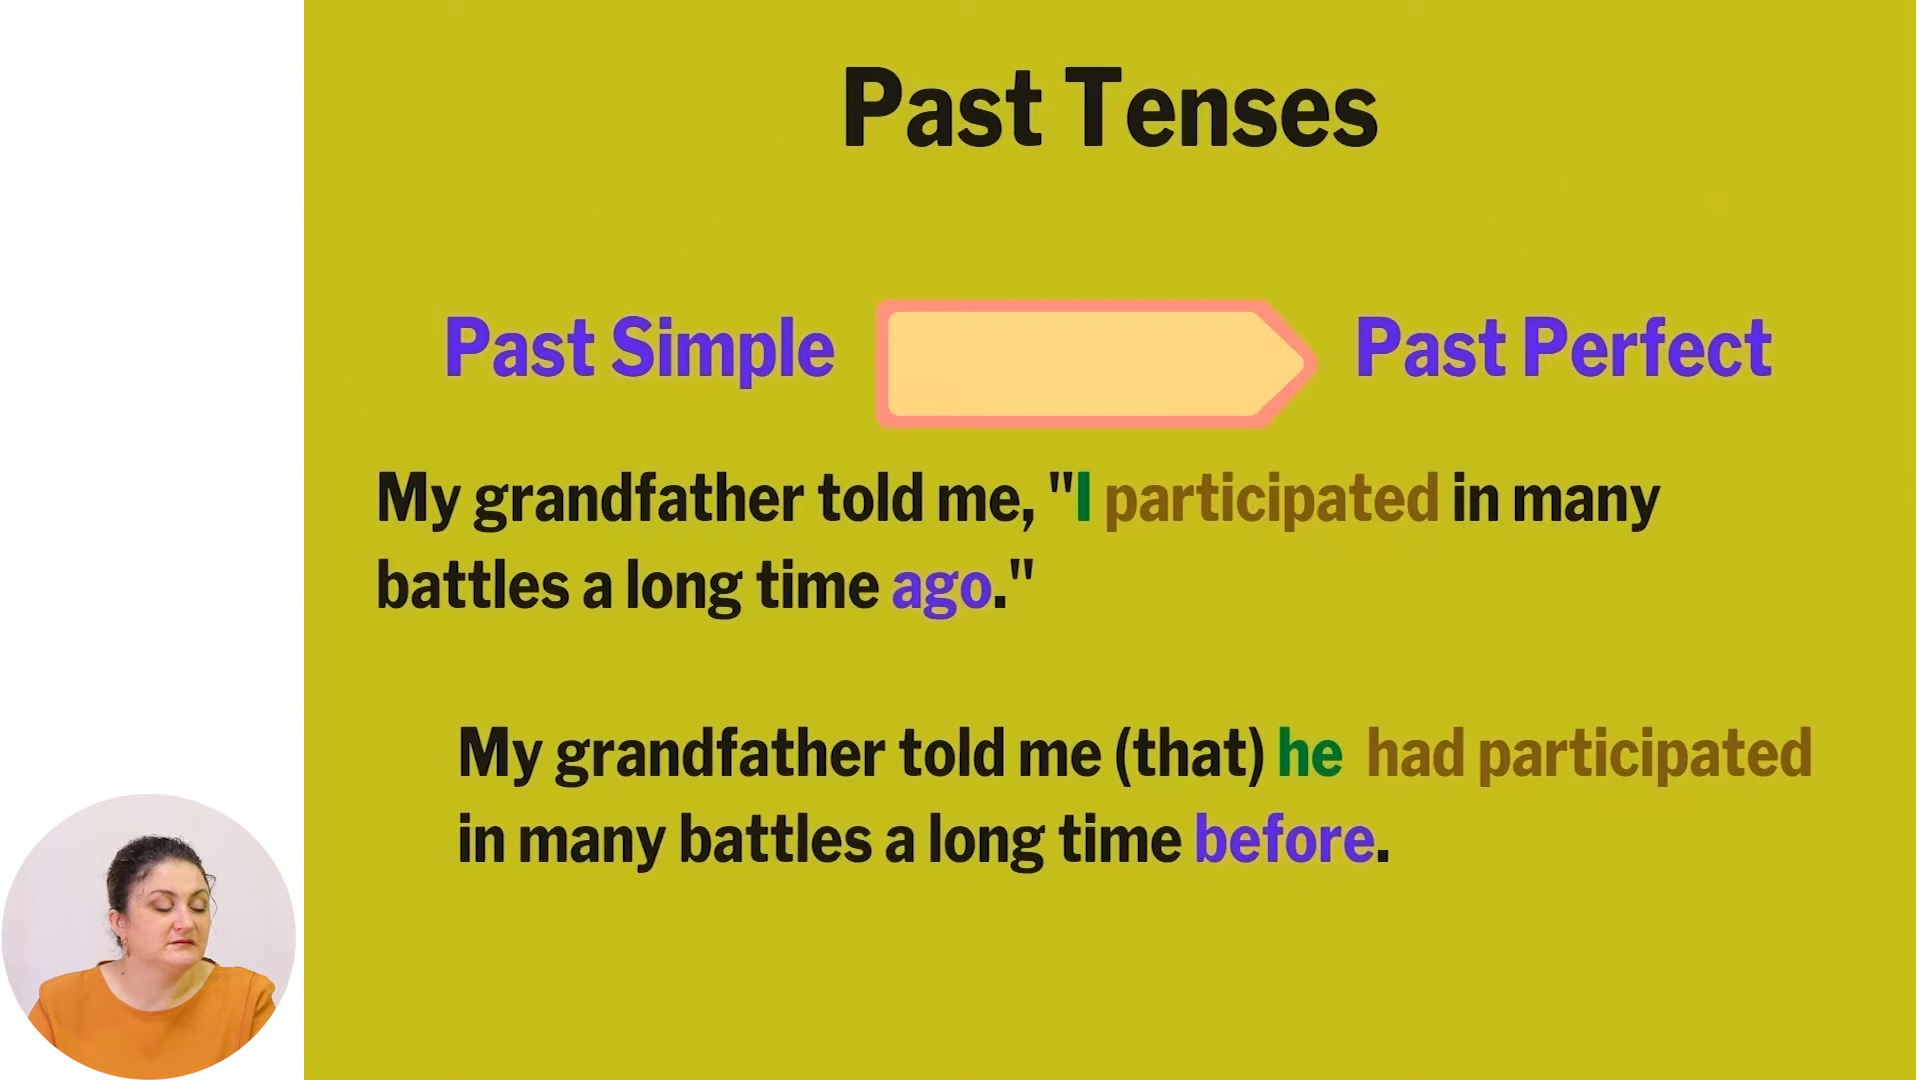 Past Tenses
Past Simple Past Perfect
My grandfather told me, "I participated in many
battles a long time ago."
My grandfather told me (that) he had participated
in many battles a long time before.